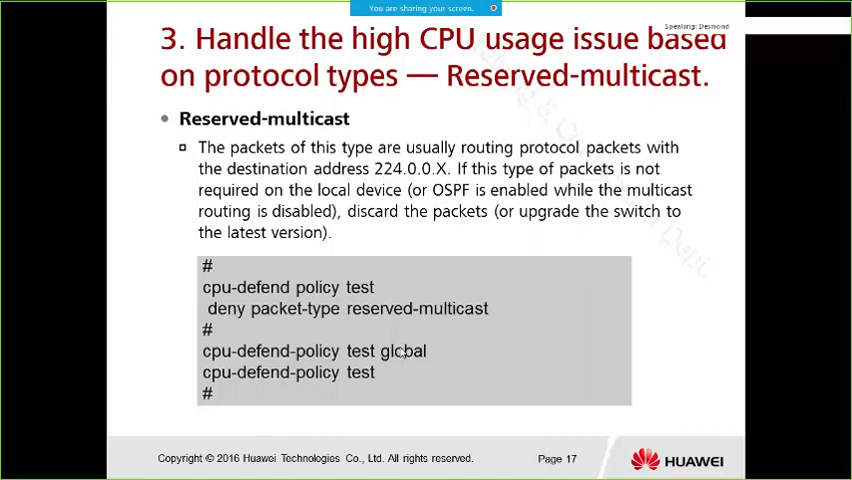 You are sharing your screen.
Speaking: Desmond
3. Handle the high CPU usage issue based
on protocol types — Reserved-multicast.
Reserved-multicast
The packets of this type are usually routing protocol packets with
the destination address 224.0.0.X. If this type of packets is not
required on the local device (or OSPF is enabled while the multicast
routing is disabled), discard the packets (or upgrade the switch to
the latest version).
#
cpu-defend policy test
deny packet-type reserved-multicast
#
cpu-defend-policy test global
cpu-defend-policy test
#
Copyright © 2016 Huawei Technologies Co., Ltd. All rights reserved.
Page 17
HUAWEI